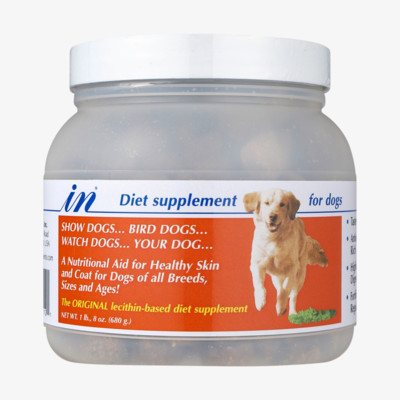 in®
Diet supplement for dogs
SHOW DOGS... BIRD DOGS...
WATCH DOGS... YOUR DOG...
A Nutritional Aid for Healthy Skin
and Coat for Dogs of all Breeds,
Sizes and Ages!
The ORIGINAL lecithin-based diet supplement
NET WT. 1 lb., 8 oz. (680 g.)